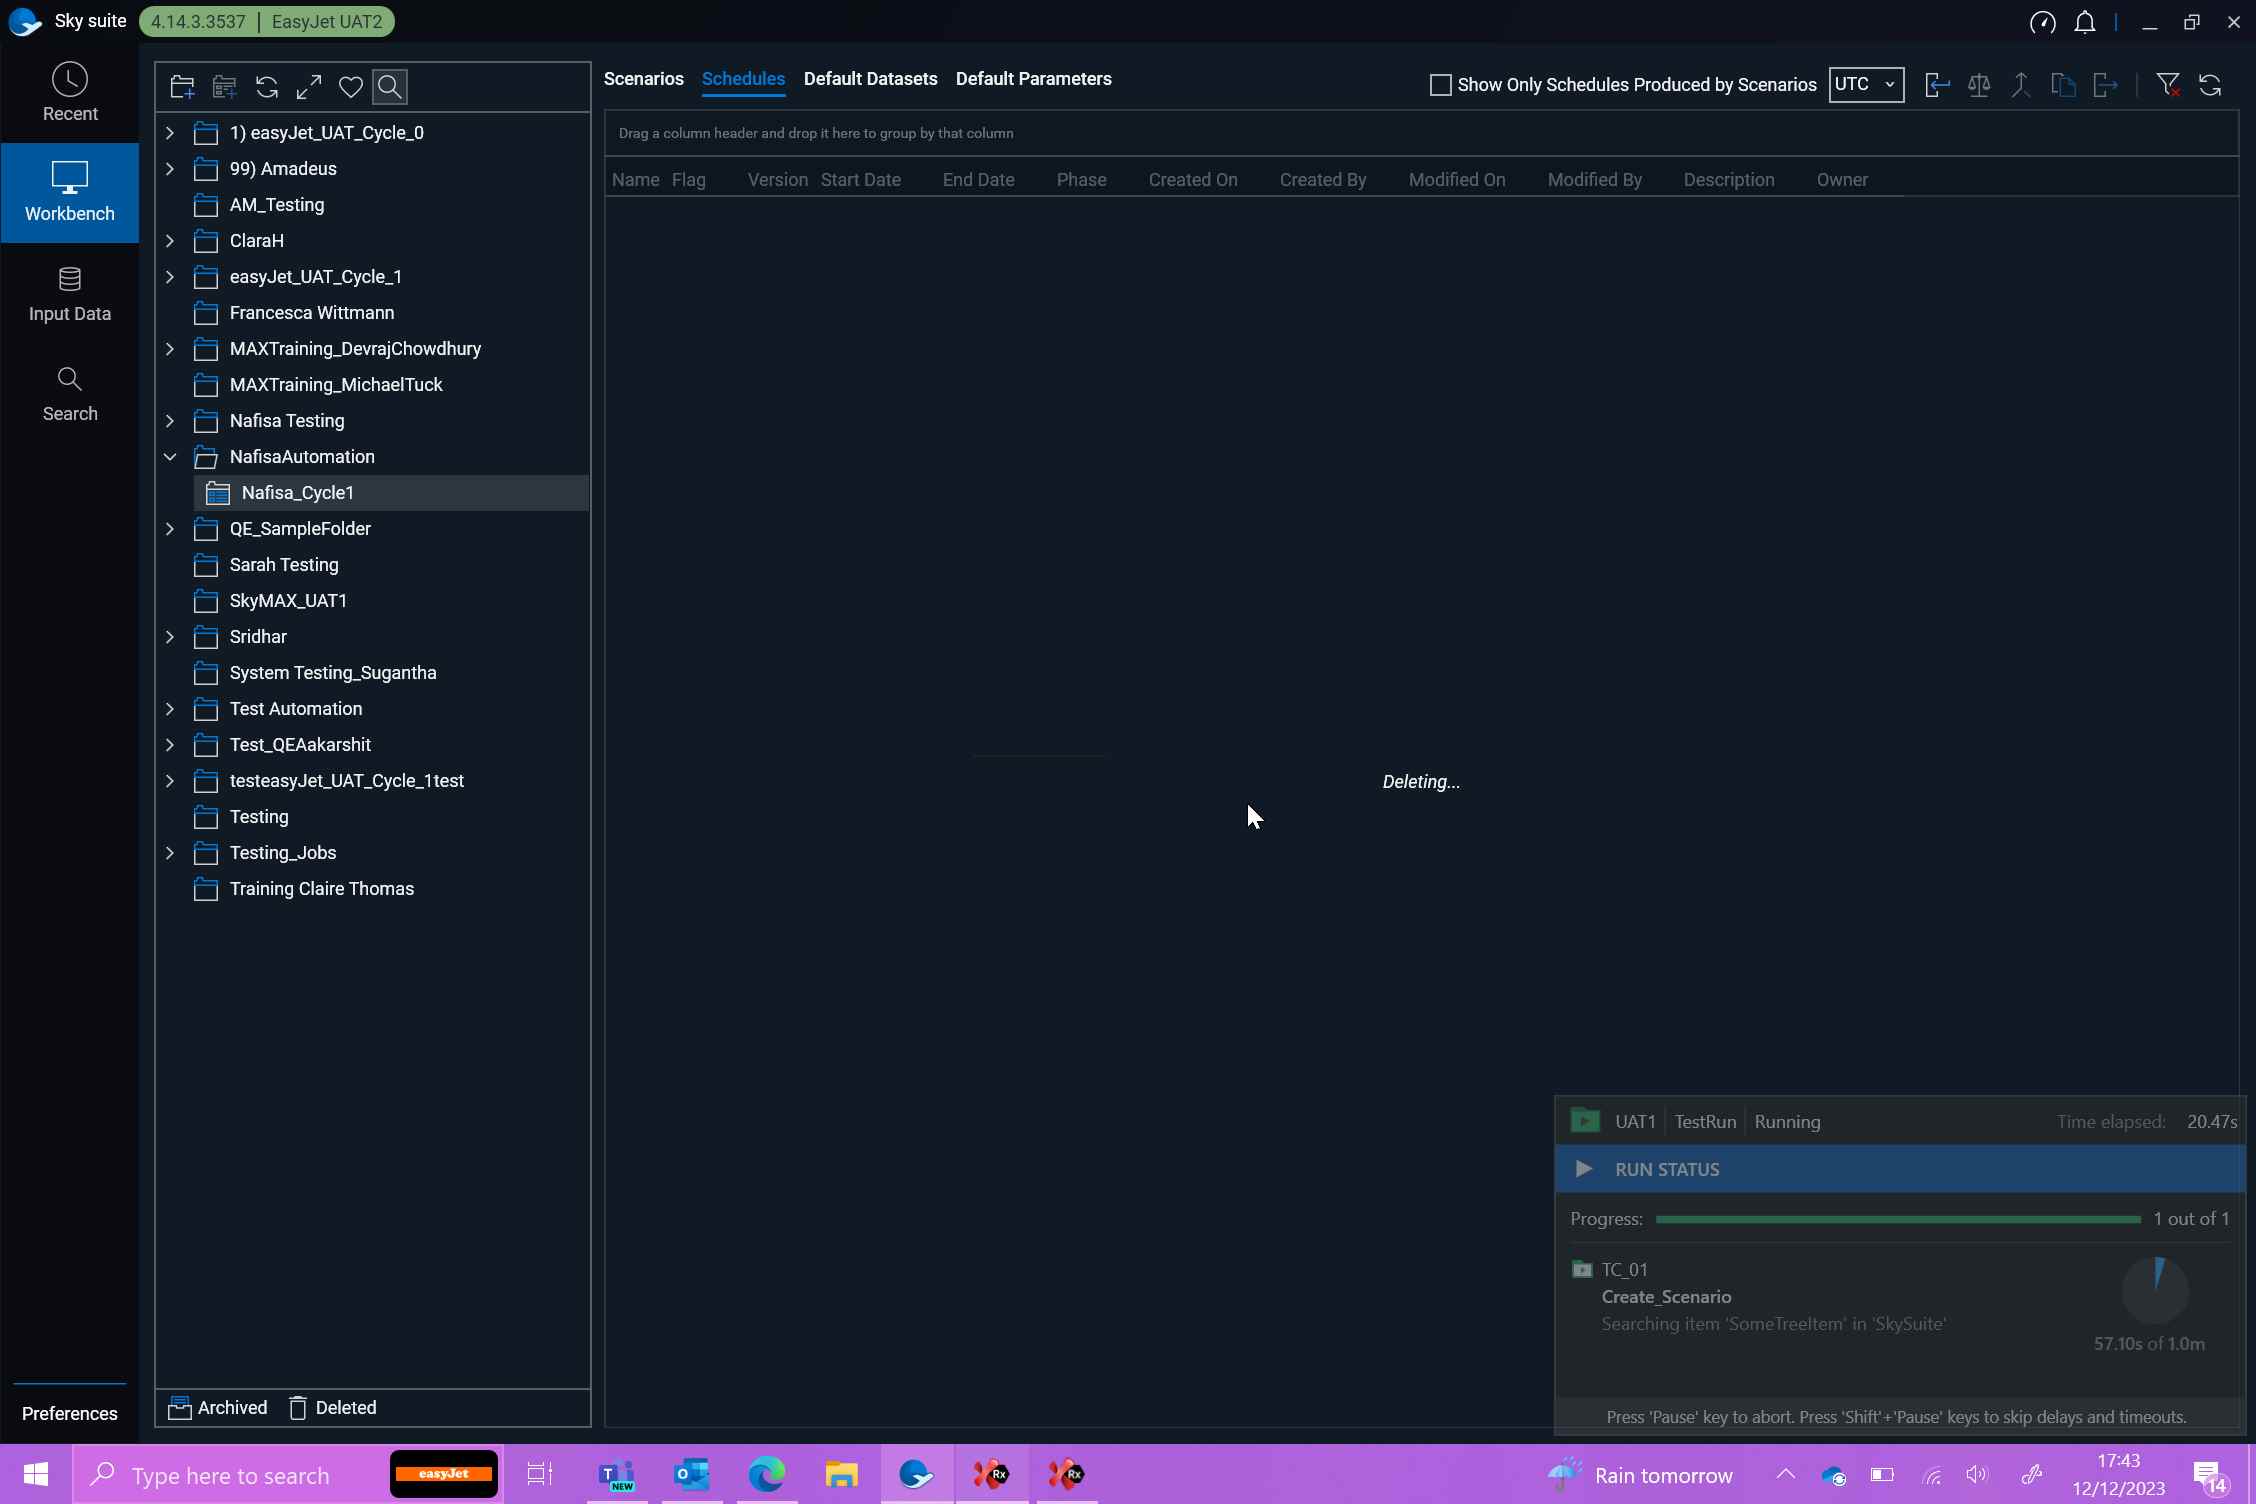 Sky suite
4.14.3.3537 | EasyJet UAT2
Recent
Workbench
Input Data
Search
Preferences
1) easyJet_UAT_Cycle_0
99) Amadeus
AM_Testing
ClaraH
easyJet_UAT_Cycle_1
Francesca Wittmann
MAXTraining_DevrajChowdhury
MAXTraining_MichaelTuck
Nafisa Testing
NafisaAutomation
Nafisa_Cycle1
QE_SampleFolder
Sarah Testing
SkyMAX_UAT1
Sridhar
System Testing_Sugantha
Test Automation
Test_QEAakarshit
testeasyJet_UAT_Cycle_1test
Testing
Testing_Jobs
Training Claire Thomas
Archived Deleted
Scenarios Schedules Default Datasets Default Parameters
Show Only Schedules Produced by Scenarios UTC
Drag a column header and drop it here to group by that column
Name Flag Version Start Date End Date Phase Created On Created By Modified On Modified By Description Owner
Deleting...
UAT1 TestRun Running Time elapsed: 20.47s
RUN STATUS
Progress: 1 out of 1
TC_01
Create_Scenario
Searching item 'SomeTreeItem' in 'SkySuite'
57.10s of 1.0m
Press 'Pause' key to abort. Press 'Shift'+'Pause' keys to skip delays and timeouts.
Type here to search
easyJet
T
NEW
O
Rx
Rx
Rain tomorrow
17:43
12/12/2023
14